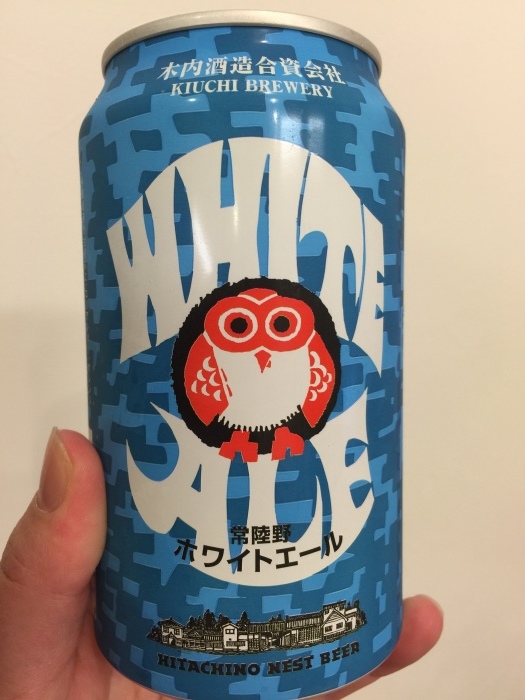 木内酒造合資会社
KIUCHI BREWERY
WHITE
ALE
常陸野
ホワイトエール
HITACHINO NEST BEER